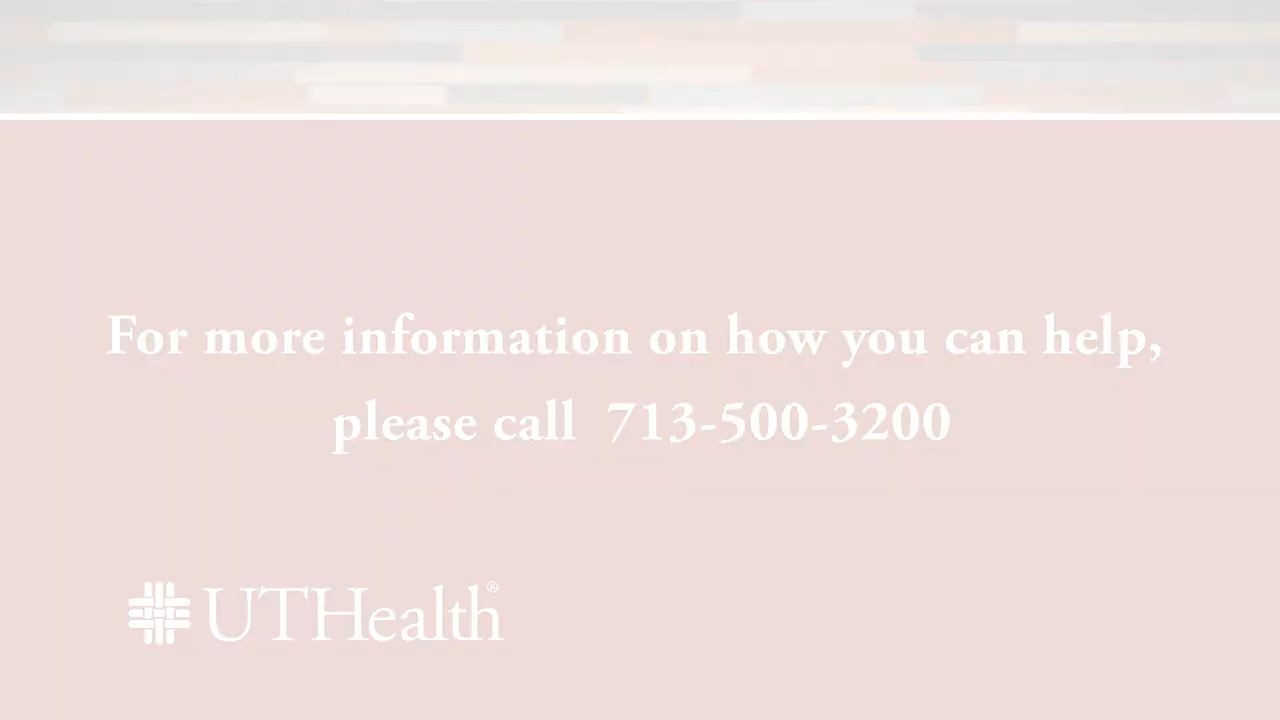 For more information on how you can help,
please call 713-500-3200
UTHealth®